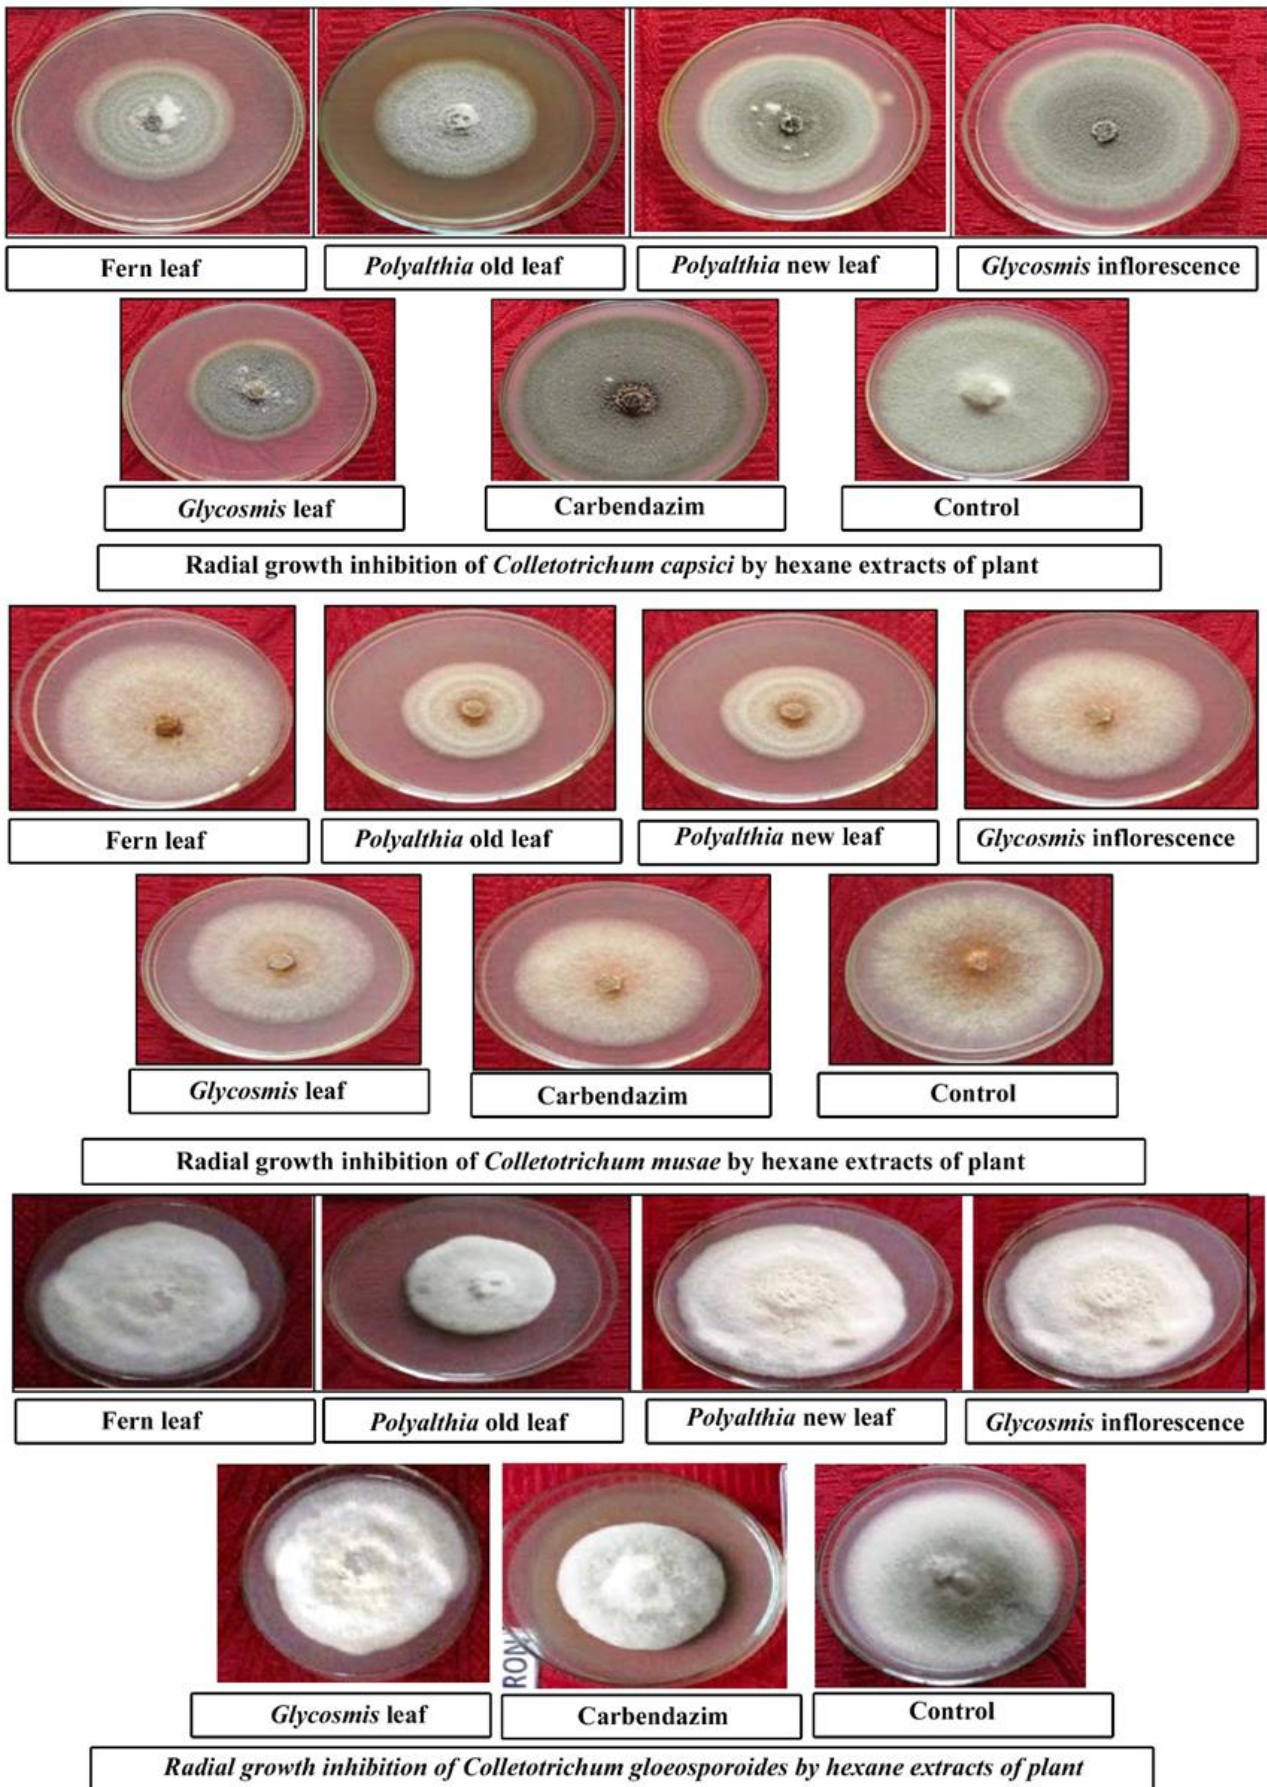 Fern leaf
Polyalthia old leaf
Polyalthia new leaf
Glycosmis inflorescence
Glycosmis leaf
Carbendazim
Control
Radial growth inhibition of Colletotrichum capsici by hexane extracts of plant
Fern leaf
Polyalthia old leaf
Polyalthia new leaf
Glycosmis inflorescence
Glycosmis leaf
Carbendazim
Control
Radial growth inhibition of Colletotrichum musae by hexane extracts of plant
Fern leaf
Polyalthia old leaf
Polyalthia new leaf
Glycosmis inflorescence
RON
Glycosmis leaf
Carbendazim
Control
Radial growth inhibition of Colletotrichum gloeosporoides by hexane extracts of plant